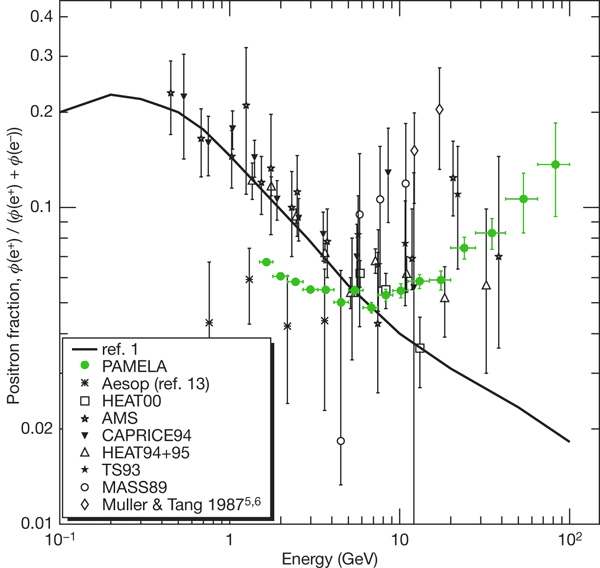 0.4
0.3
0.2
0.1
0.02
0.01
Positron fraction, ϕ(e⁺) / (ϕ(e⁺) + ϕ(e⁻))
ref. 1
PAMELA
Aesop (ref. 13)
HEAT00
AMS
CAPRICE94
HEAT94+95
TS93
MASS89
Muller & Tang 1987⁵,⁶
10⁻¹ 1 10 10²
Energy (GeV)